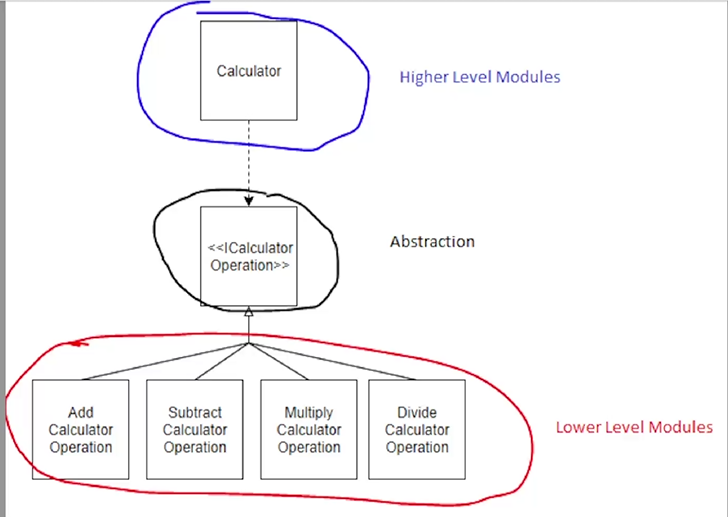 Calculator
Higher Level Modules
<<ICalculator
Operation>>
Abstraction
Add
Calculator
Operation
Subtract
Calculator
Operation
Multiply
Calculator
Operation
Divide
Calculator
Operation
Lower Level Modules